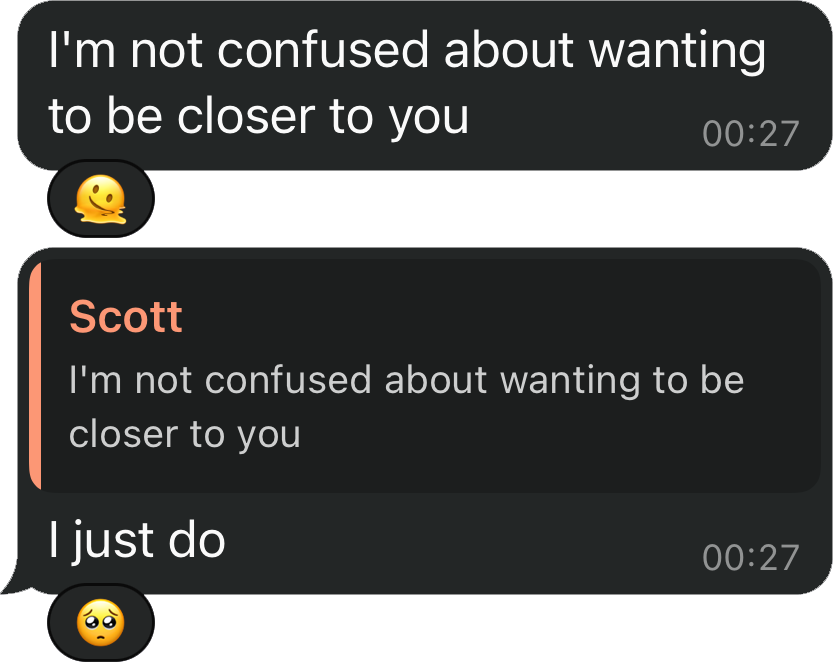 I'm not confused about wanting
to be closer to you
00:27
Scott
I'm not confused about wanting to be
closer to you
I just do
00:27